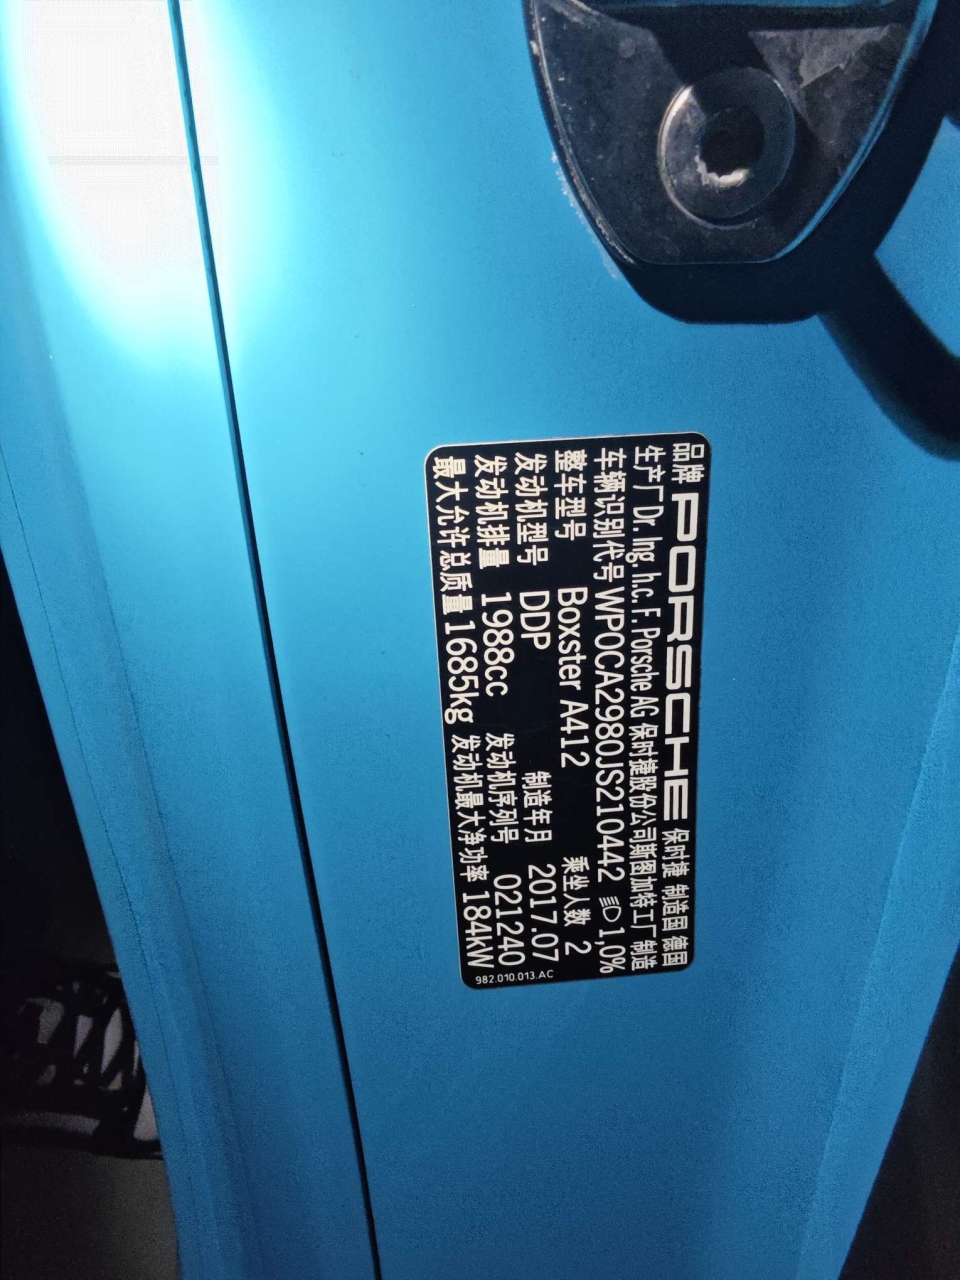 品牌 PORSCHE 保时捷 制造国 德国
生产厂 Dr. Ing. h.c. F. Porsche AG 保时捷股份公司斯图加特工厂制造
车辆识别代号 WP0CA2980JS210442 1,0%
整车型号 Boxster A412 乘坐人数 2
发动机型号 DDP 制造年月 2017.07
发动机排量 1988cc 发动机序列号 021240
最大允许总质量 1685kg 发动机最大净功率 184kW
982.010.013.AC